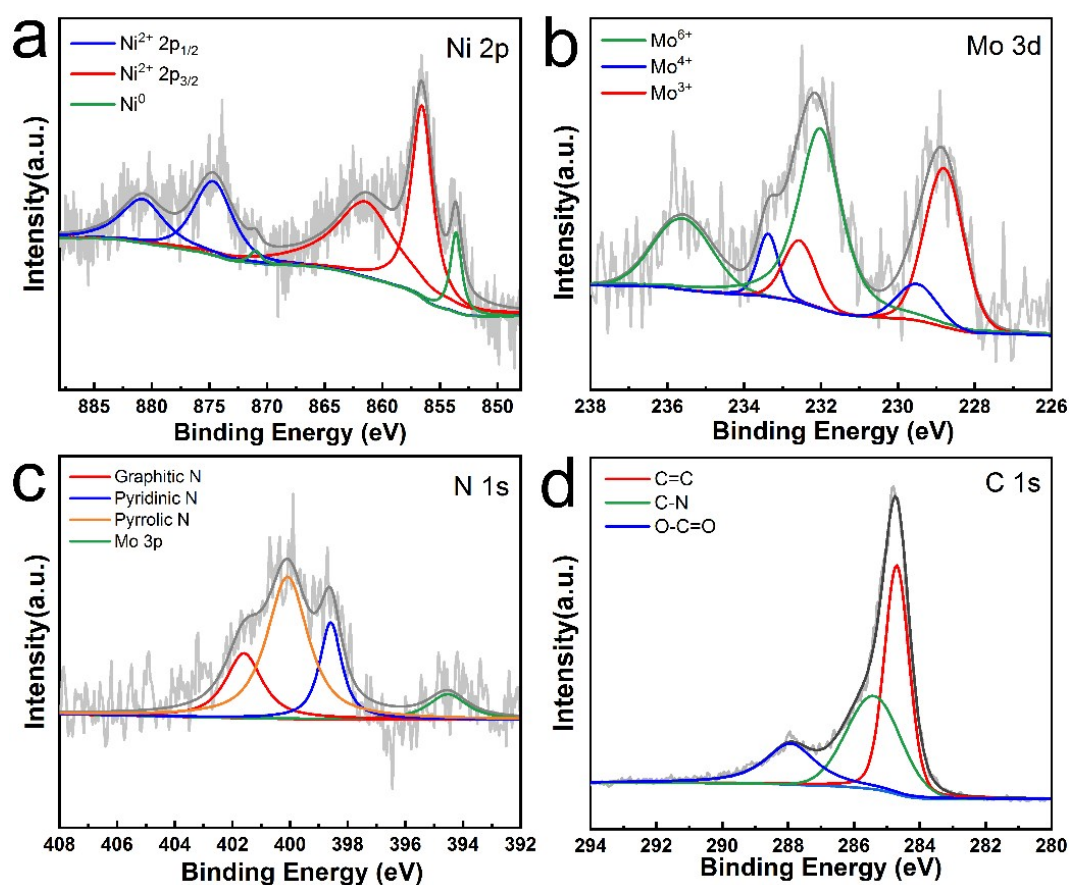 a
Ni²⁺ 2p₁/₂
Ni²⁺ 2p₃/₂
Ni⁰
Ni 2p
Intensity(a.u.)
885 880 875 870 865 860 855 850
Binding Energy (eV)
b
Mo⁶⁺
Mo⁴⁺
Mo³⁺
Mo 3d
Intensity(a.u.)
238 236 234 232 230 228 226
Binding Energy (eV)
c
Graphitic N
Pyridinic N
Pyrrolic N
Mo 3p
N 1s
Intensity(a.u.)
408 406 404 402 400 398 396 394 392
Binding Energy (eV)
d
C=C
C-N
O-C=O
C 1s
Intensity(a.u.)
294 292 290 288 286 284 282 280
Binding Energy (eV)